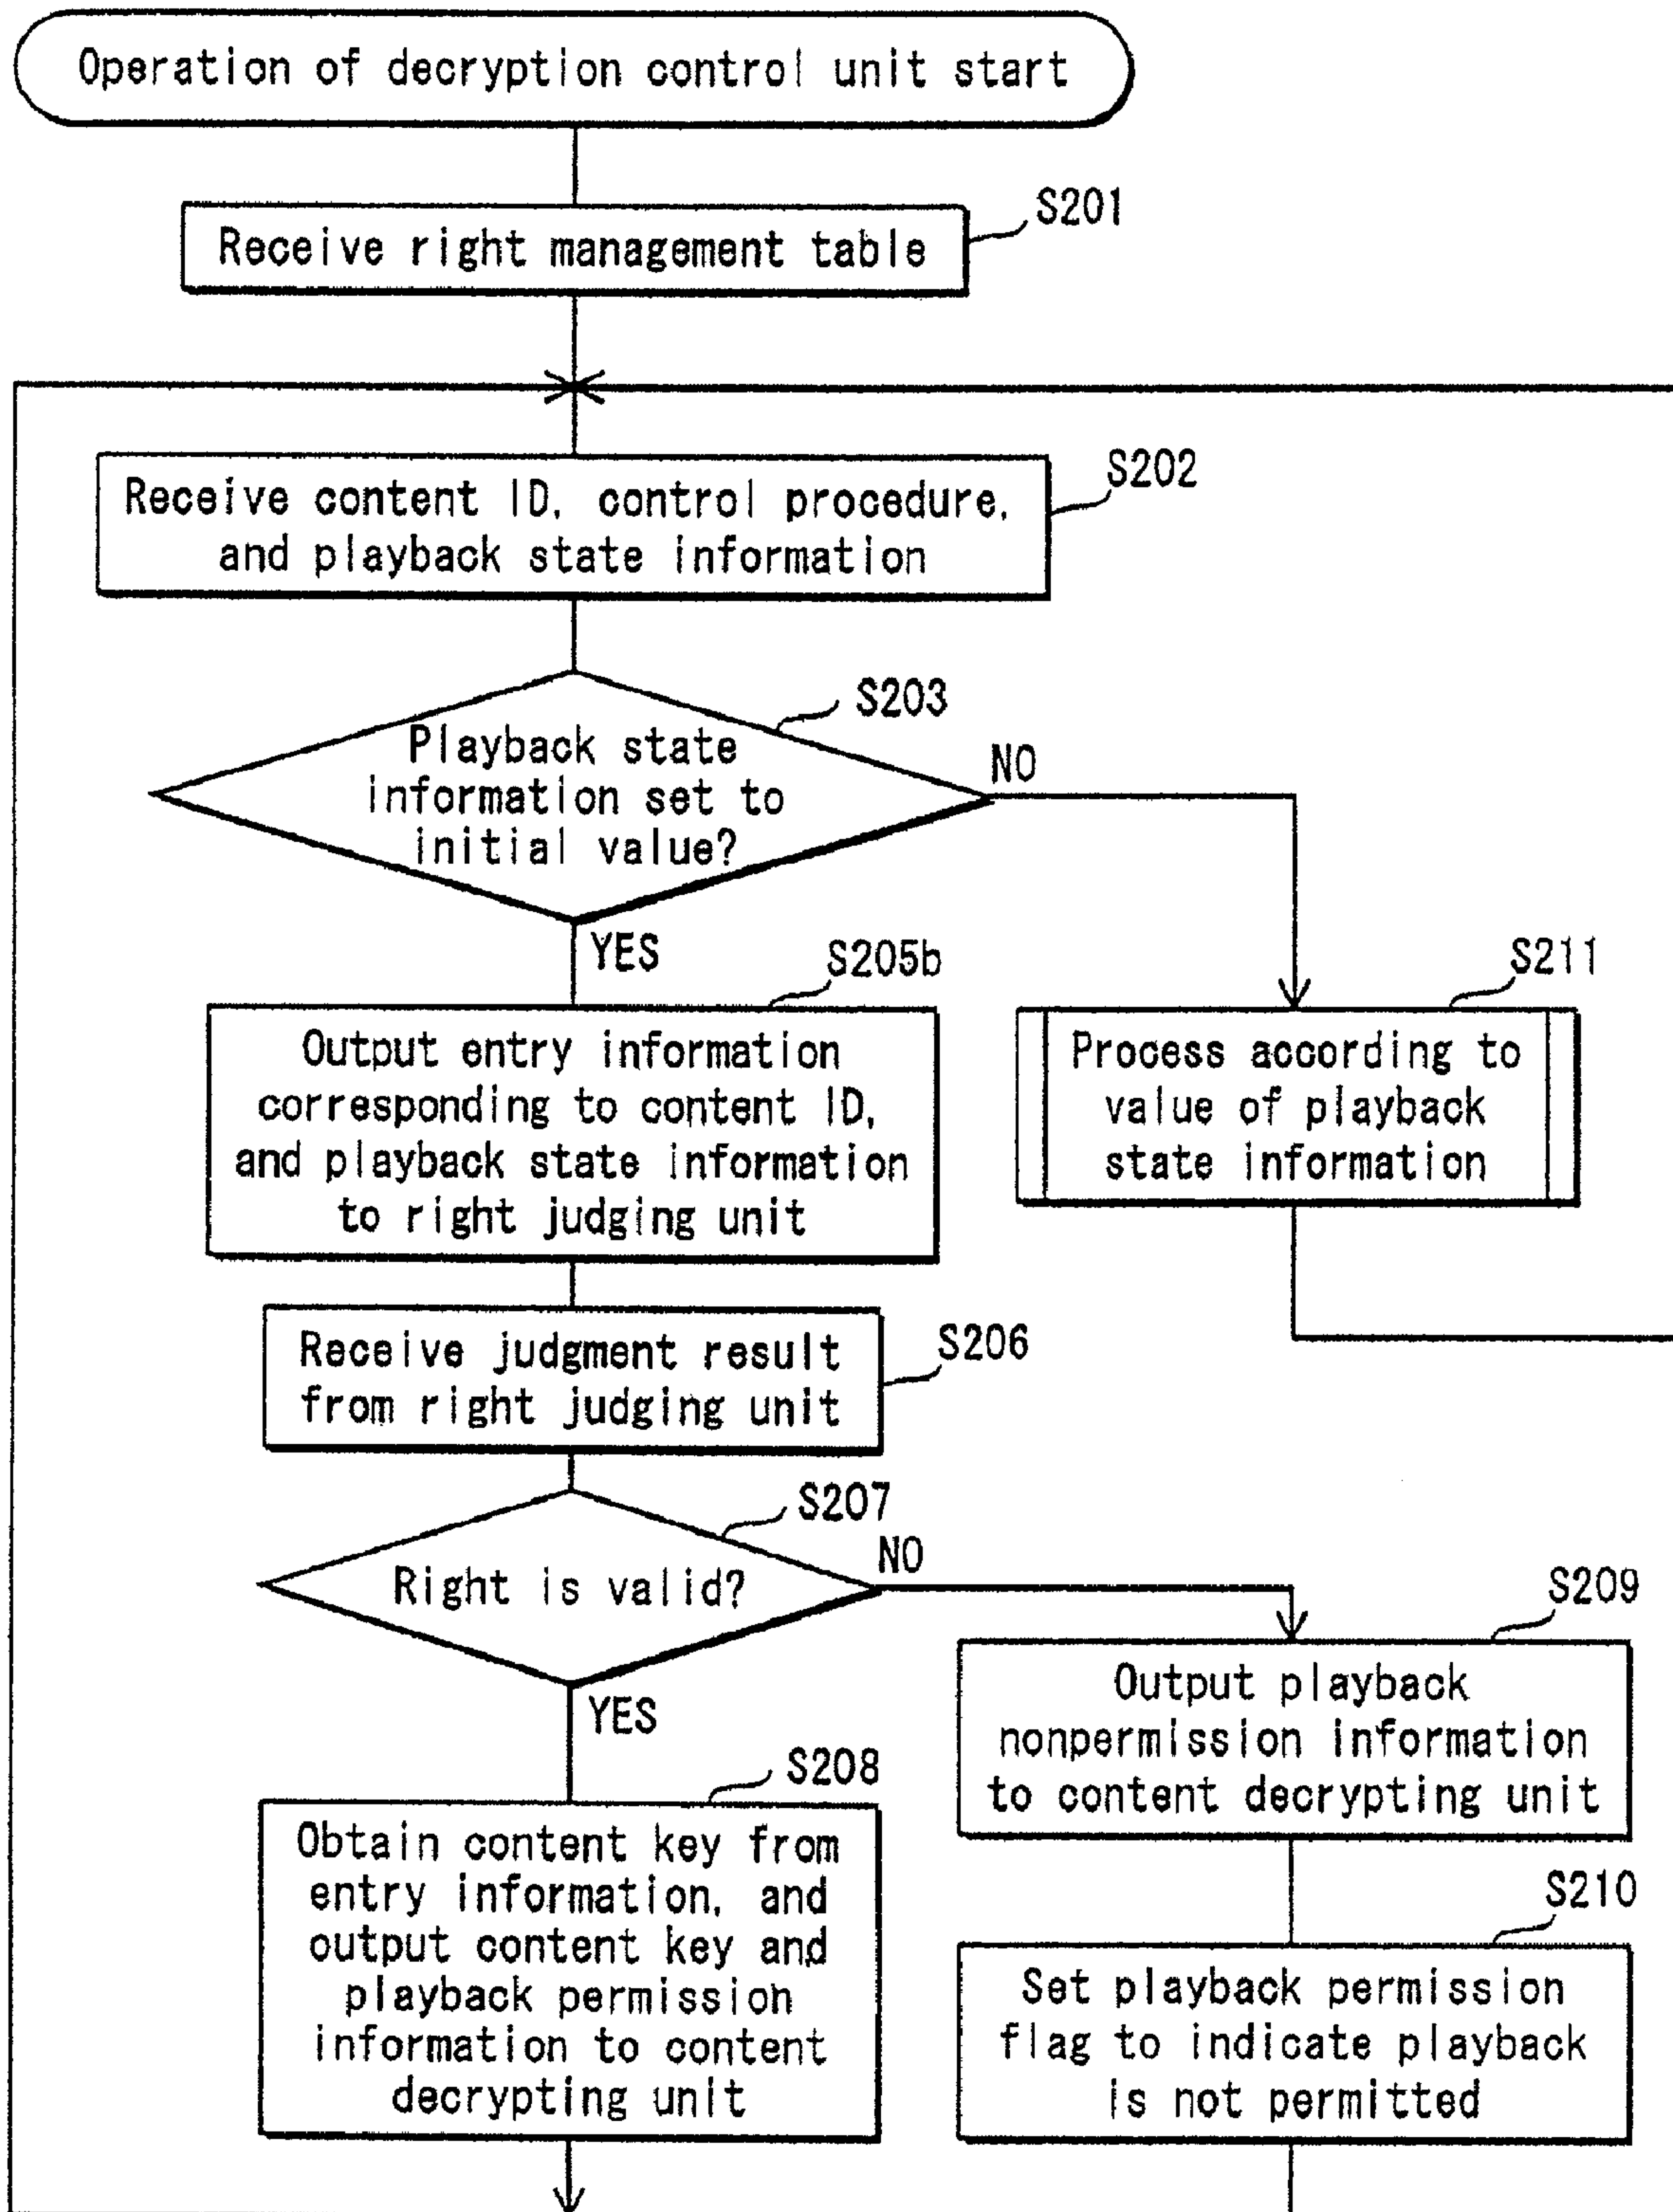 Operation of decryption control unit start
S201
Receive right management table
S202
Receive content ID, control procedure,
and playback state information
S203
Playback state
information set to
initial value?
NO
YES
S205b
Output entry information
corresponding to content ID,
and playback state information
to right judging unit
S211
Process according to
value of playback
state information
S206
Receive judgment result
from right judging unit
S207
Right is valid?
NO
YES
S209
Output playback
nonpermission information
to content decrypting unit
S208
Obtain content key from
entry information, and
output content key and
playback permission
information to content
decrypting unit
S210
Set playback permission
flag to indicate playback
is not permitted